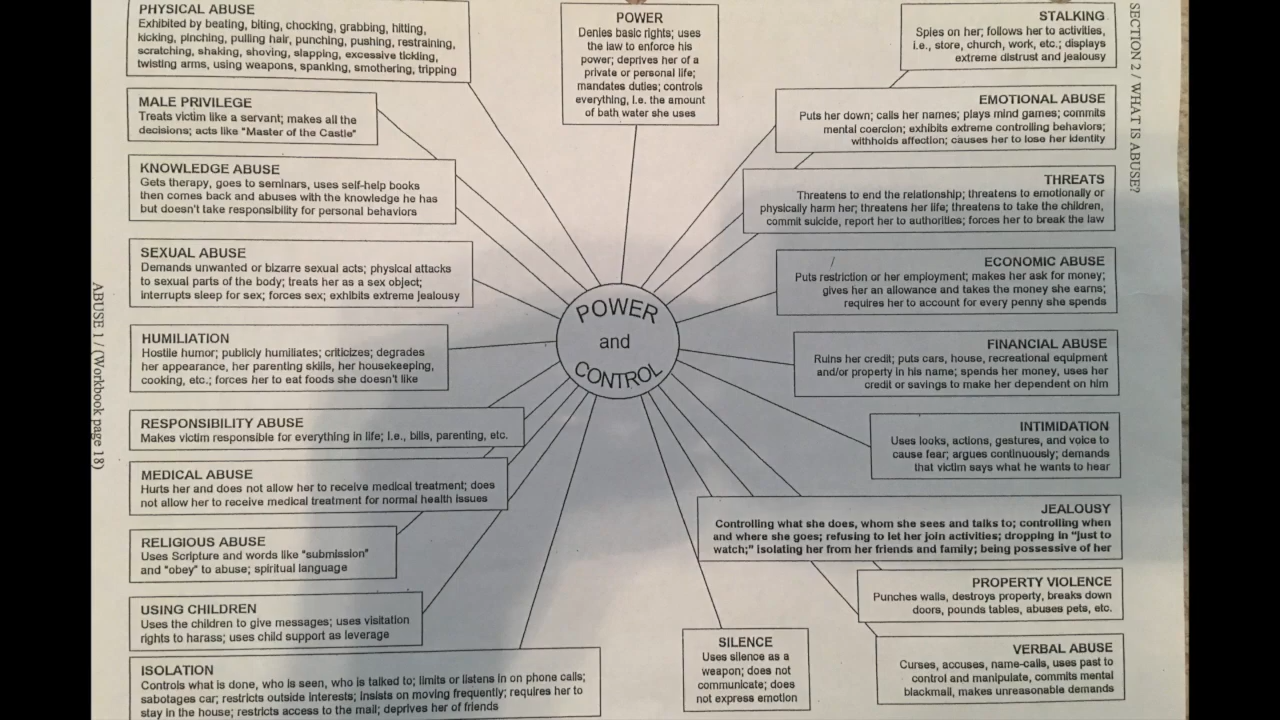 PHYSICAL ABUSE
Exhibited by beating, biting, chocking, grabbing, hitting,
kicking, pinching, pulling hair, punching, pushing, restraining,
scratching, shaking, shoving, slapping, excessive tickling,
twisting arms, using weapons, spanking, smothering, tripping
MALE PRIVILEGE
Treats victim like a servant; makes all the
decisions; acts like "Master of the Castle"
KNOWLEDGE ABUSE
Gets therapy, goes to seminars, uses self-help books
then comes back and abuses with the knowledge he has
but doesn't take responsibility for personal behaviors
SEXUAL ABUSE
Demands unwanted or bizarre sexual acts; physical attacks
to sexual parts of the body; treats her as a sex object;
interrupts sleep for sex; forces sex; exhibits extreme jealousy
HUMILIATION
Hostile humor; publicly humiliates; criticizes; degrades
her appearance, her parenting skills, her housekeeping,
cooking, etc.; forces her to eat foods she doesn't like
RESPONSIBILITY ABUSE
Makes victim responsible for everything in life; i.e., bills, parenting, etc.
MEDICAL ABUSE
Hurts her and does not allow her to receive medical treatment; does
not allow her to receive medical treatment for normal health issues
RELIGIOUS ABUSE
Uses Scripture and words like "submission"
and "obey" to abuse; spiritual language
USING CHILDREN
Uses the children to give messages; uses visitation
rights to harass; uses child support as leverage
ISOLATION
Controls what is done, who is seen, who is talked to; limits or listens in on phone calls;
sabotages car; restricts outside interests; insists on moving frequently; requires her to
stay in the house; restricts access to the mail; deprives her of friends
POWER
Denies basic rights; uses
the law to enforce his
power; deprives her of a
private or personal life;
mandates duties; controls
everything, i.e. the amount
of bath water she uses
POWER
and
CONTROL
SILENCE
Uses silence as a
weapon; does not
communicate; does
not express emotion
STALKING
Spies on her; follows her to activities,
i.e., store, church, work, etc.; displays
extreme distrust and jealousy
EMOTIONAL ABUSE
Puts her down; calls her names; plays mind games; commits
mental coercion; exhibits extreme controlling behaviors;
withholds affection; causes her to lose her identity
THREATS
Threatens to end the relationship; threatens to emotionally or
physically harm her; threatens her life; threatens to take the children,
commit suicide, report her to authorities; forces her to break the law
ECONOMIC ABUSE
Puts restriction or her employment; makes her ask for money;
gives her an allowance and takes the money she earns;
requires her to account for every penny she spends
FINANCIAL ABUSE
Ruins her credit; puts cars, house, recreational equipment
and/or property in his name; spends her money, uses her
credit or savings to make her dependent on him
INTIMIDATION
Uses looks, actions, gestures, and voice to
cause fear; argues continuously; demands
that victim says what he wants to hear
JEALOUSY
Controlling what she does, whom she sees and talks to; controlling when
and where she goes; refusing to let her join activities; dropping in "just to
watch;" isolating her from her friends and family; being possessive of her
PROPERTY VIOLENCE
Punches walls, destroys property, breaks down
doors, pounds tables, abuses pets, etc.
VERBAL ABUSE
Curses, accuses, name-calls, uses past to
control and manipulate, commits mental
blackmail, makes unreasonable demands
SECTION 2 / WHAT IS ABUSE?
ABUSE 1 / (Workbook page 18)